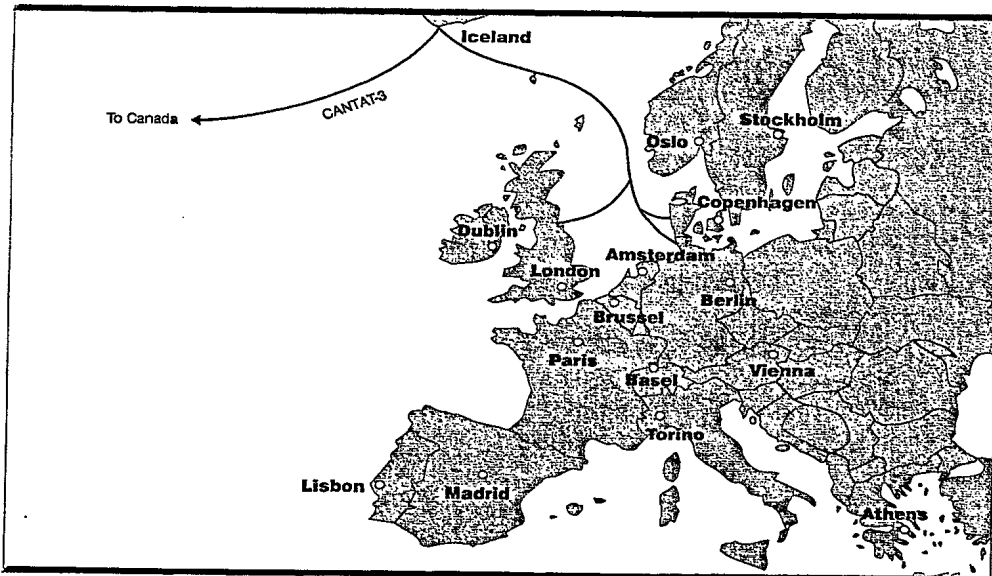 Iceland
To Canada
CANTAT-3
Oslo
Stockholm
Copenhagen
Dublin
Amsterdam
London
Berlin
Brussel
Paris
Basel
Vienna
Torino
Lisbon
Madrid
Athens